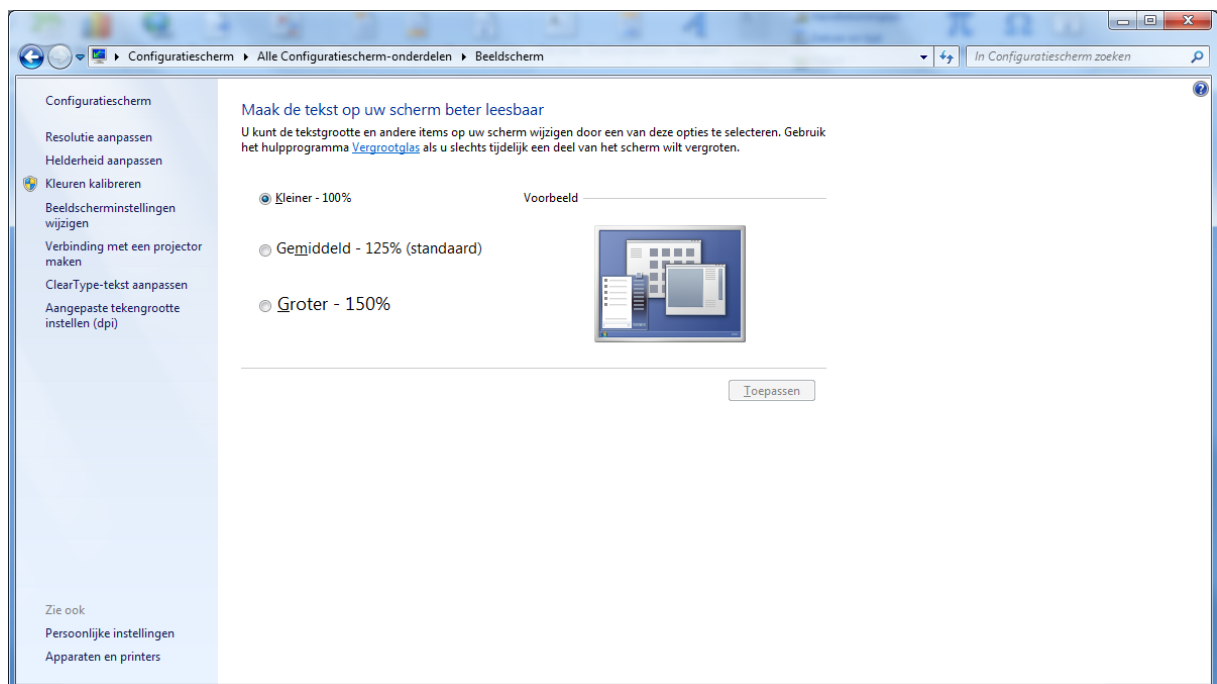 Configuratiescherm ▸ Alle Configuratiescherm-onderdelen ▸ Beeldscherm
In Configuratiescherm zoeken
Configuratiescherm
Resolutie aanpassen
Helderheid aanpassen
Kleuren kalibreren
Beeldscherminstellingen
wijzigen
Verbinding met een projector
maken
ClearType-tekst aanpassen
Aangepaste tekengrootte
instellen (dpi)
Zie ook
Persoonlijke instellingen
Apparaten en printers
Maak de tekst op uw scherm beter leesbaar
U kunt de tekstgrootte en andere items op uw scherm wijzigen door een van deze opties te selecteren. Gebruik
het hulpprogramma Vergrootglas als u slechts tijdelijk een deel van het scherm wilt vergroten.
Kleiner - 100%
Voorbeeld
Gemiddeld - 125% (standaard)
Groter - 150%
Toepassen